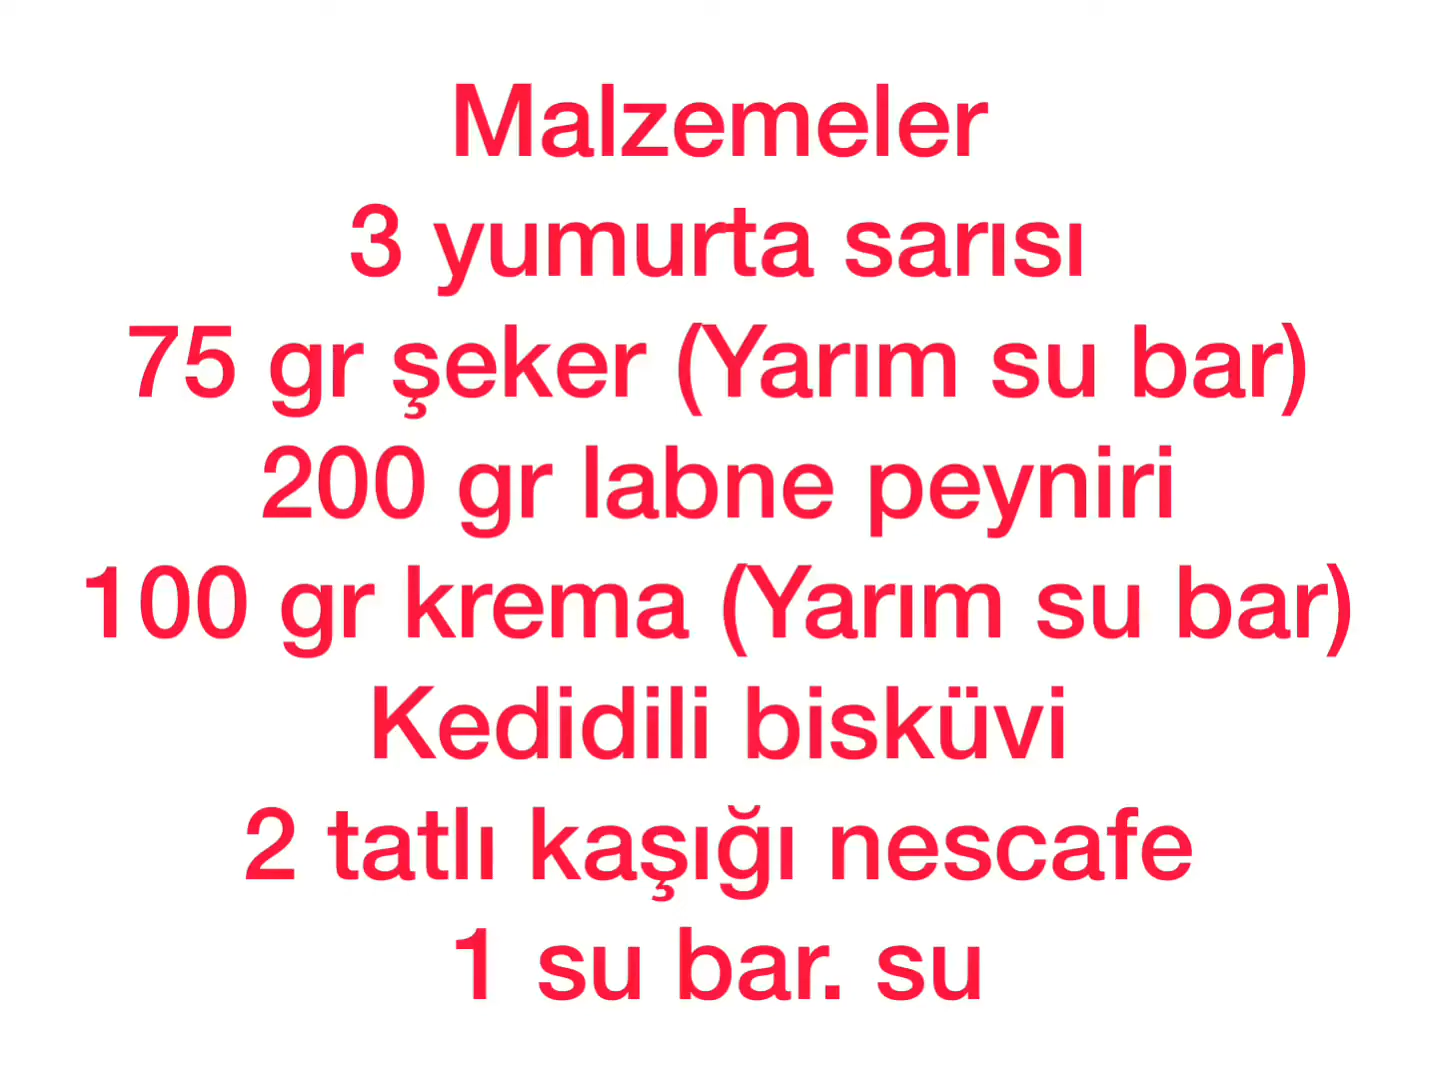 Malzemeler
3 yumurta sarısı
75 gr şeker (Yarım su bar)
200 gr labne peyniri
100 gr krema (Yarım su bar)
Kedidili bisküvi
2 tatlı kaşığı nescafe
1 su bar. su